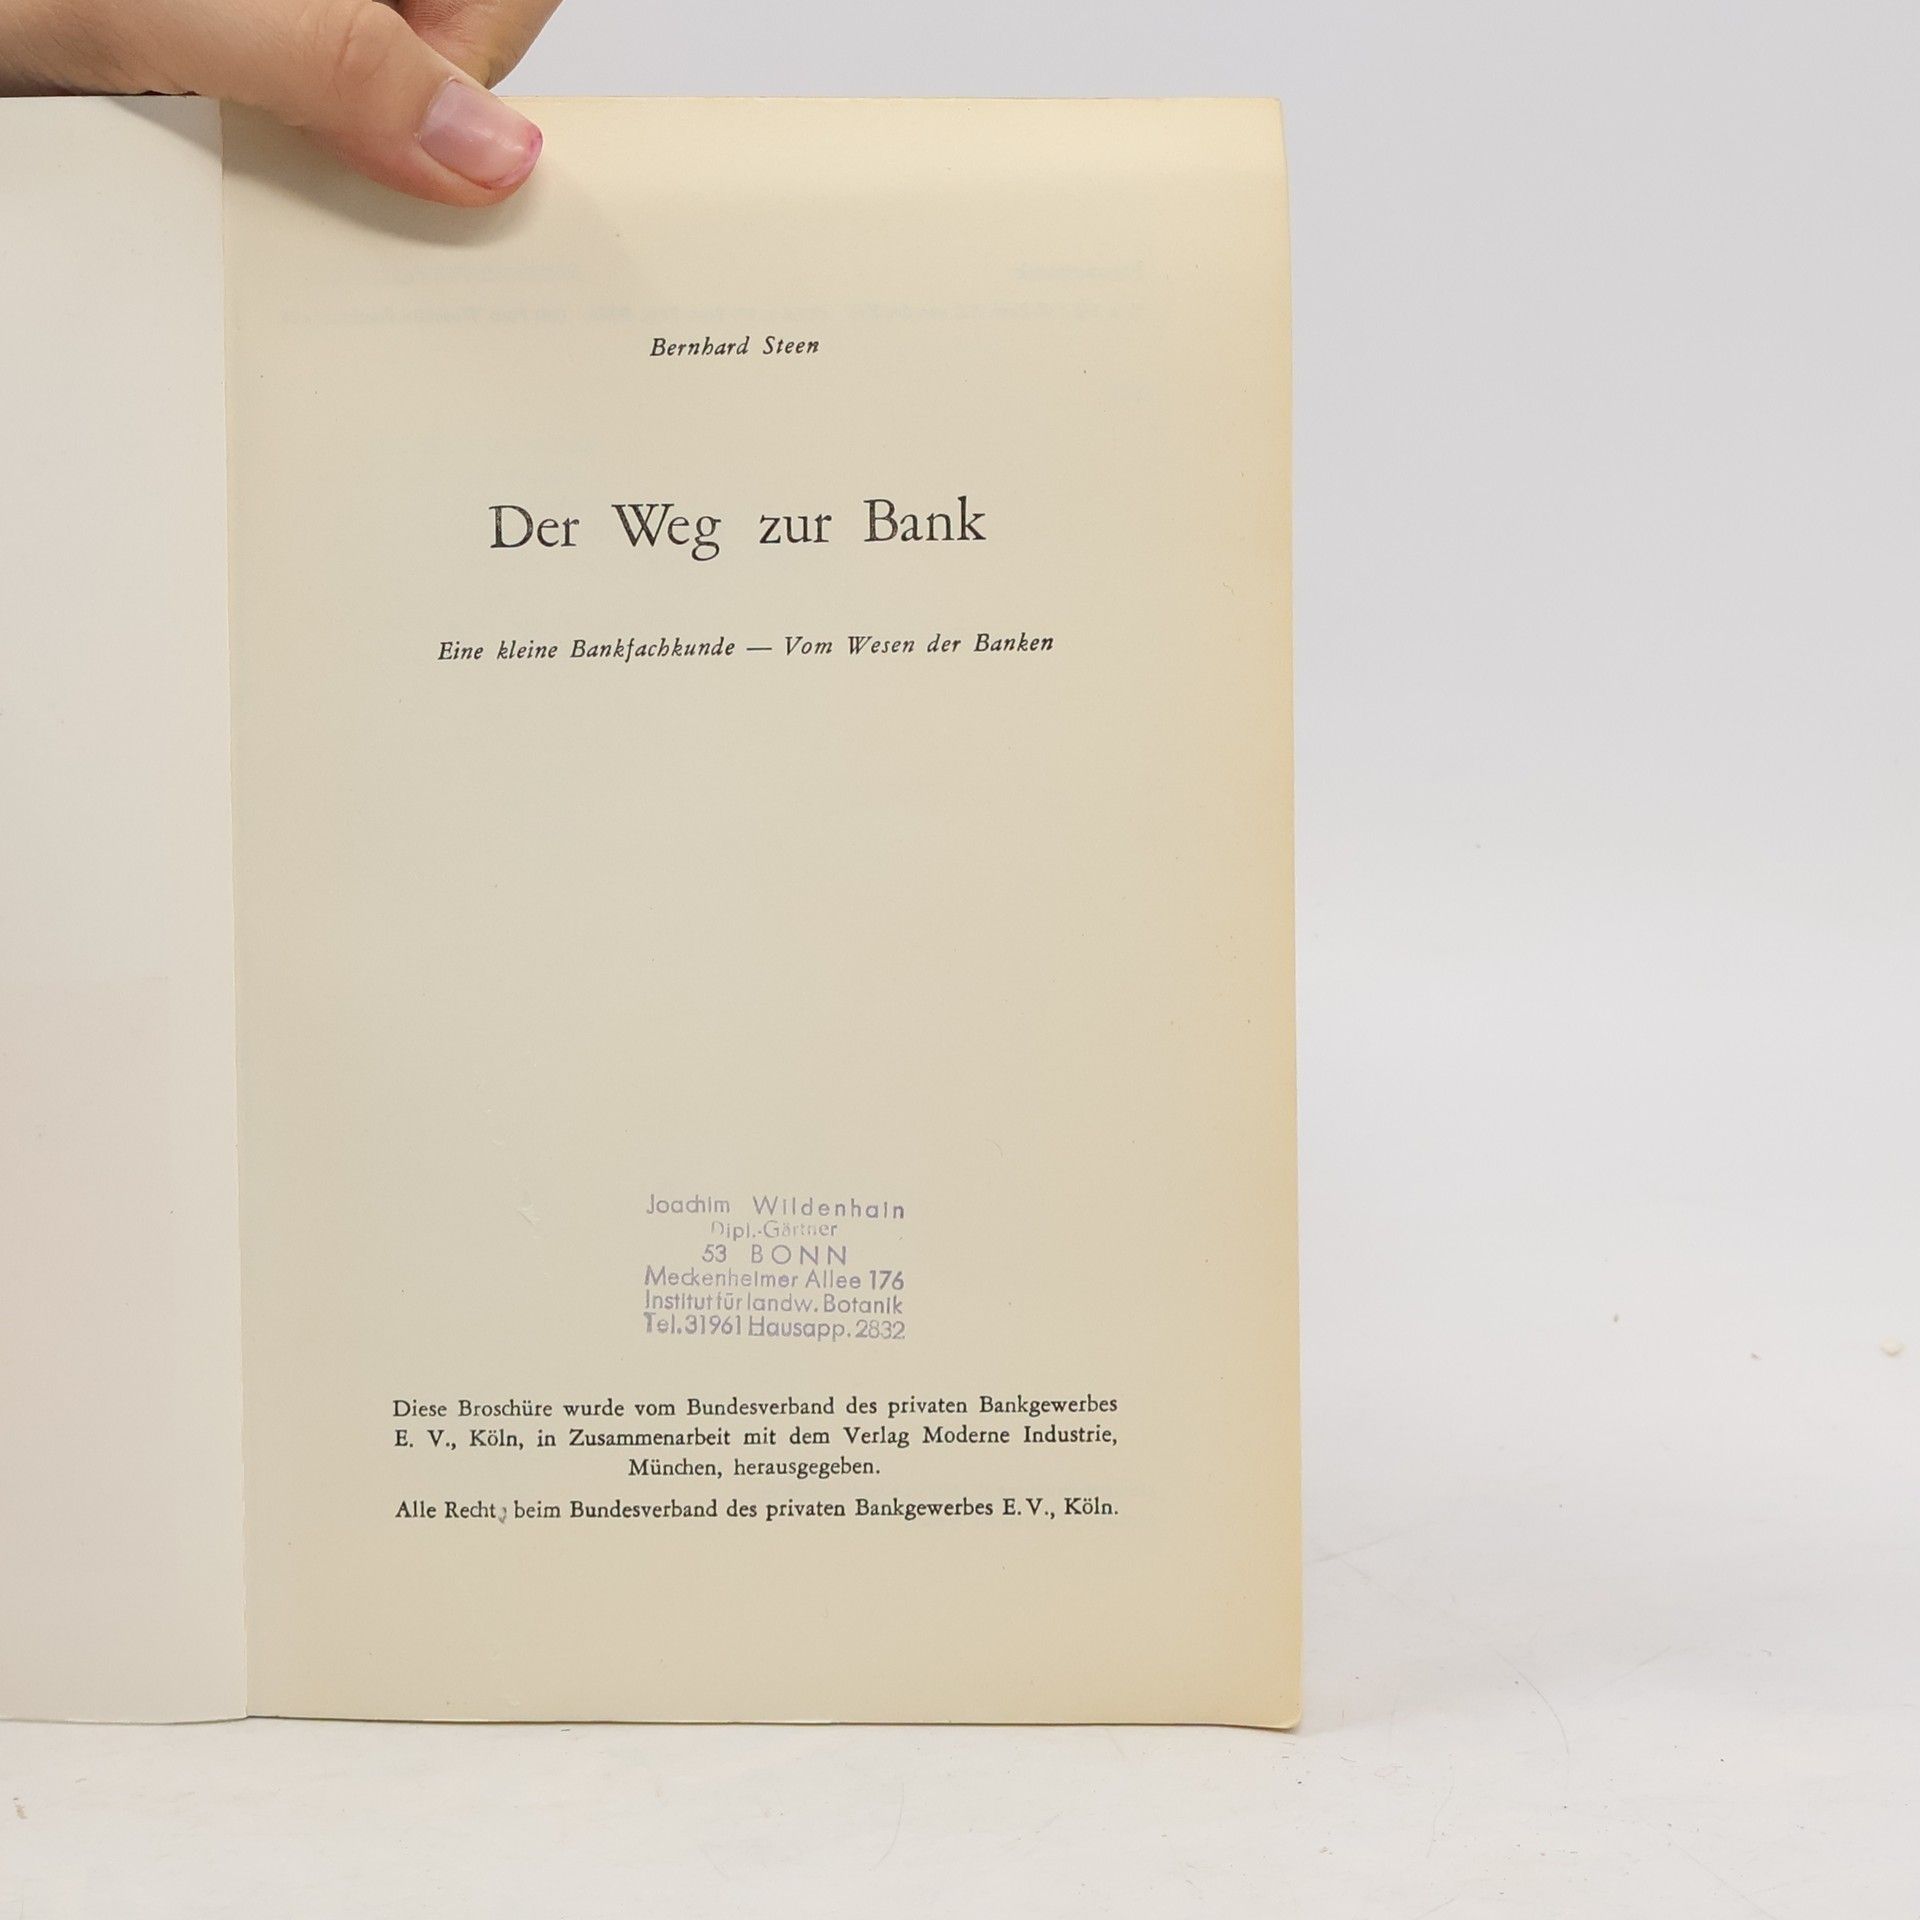 Bernhard Steen
Der Weg zur Bank
Eine kleine Bankfachkunde — Vom Wesen der Banken
Joachim Wildenhain
Dipl.-Gärtner
53 BONN
Meckenheimer Allee 176
Institut für landw. Botanik
Tel. 31961 Hausapp. 2832
Diese Broschüre wurde vom Bundesverband des privaten Bankgewerbes
E. V., Köln, in Zusammenarbeit mit dem Verlag Moderne Industrie,
München, herausgegeben.
Alle Recht, beim Bundesverband des privaten Bankgewerbes E. V., Köln.